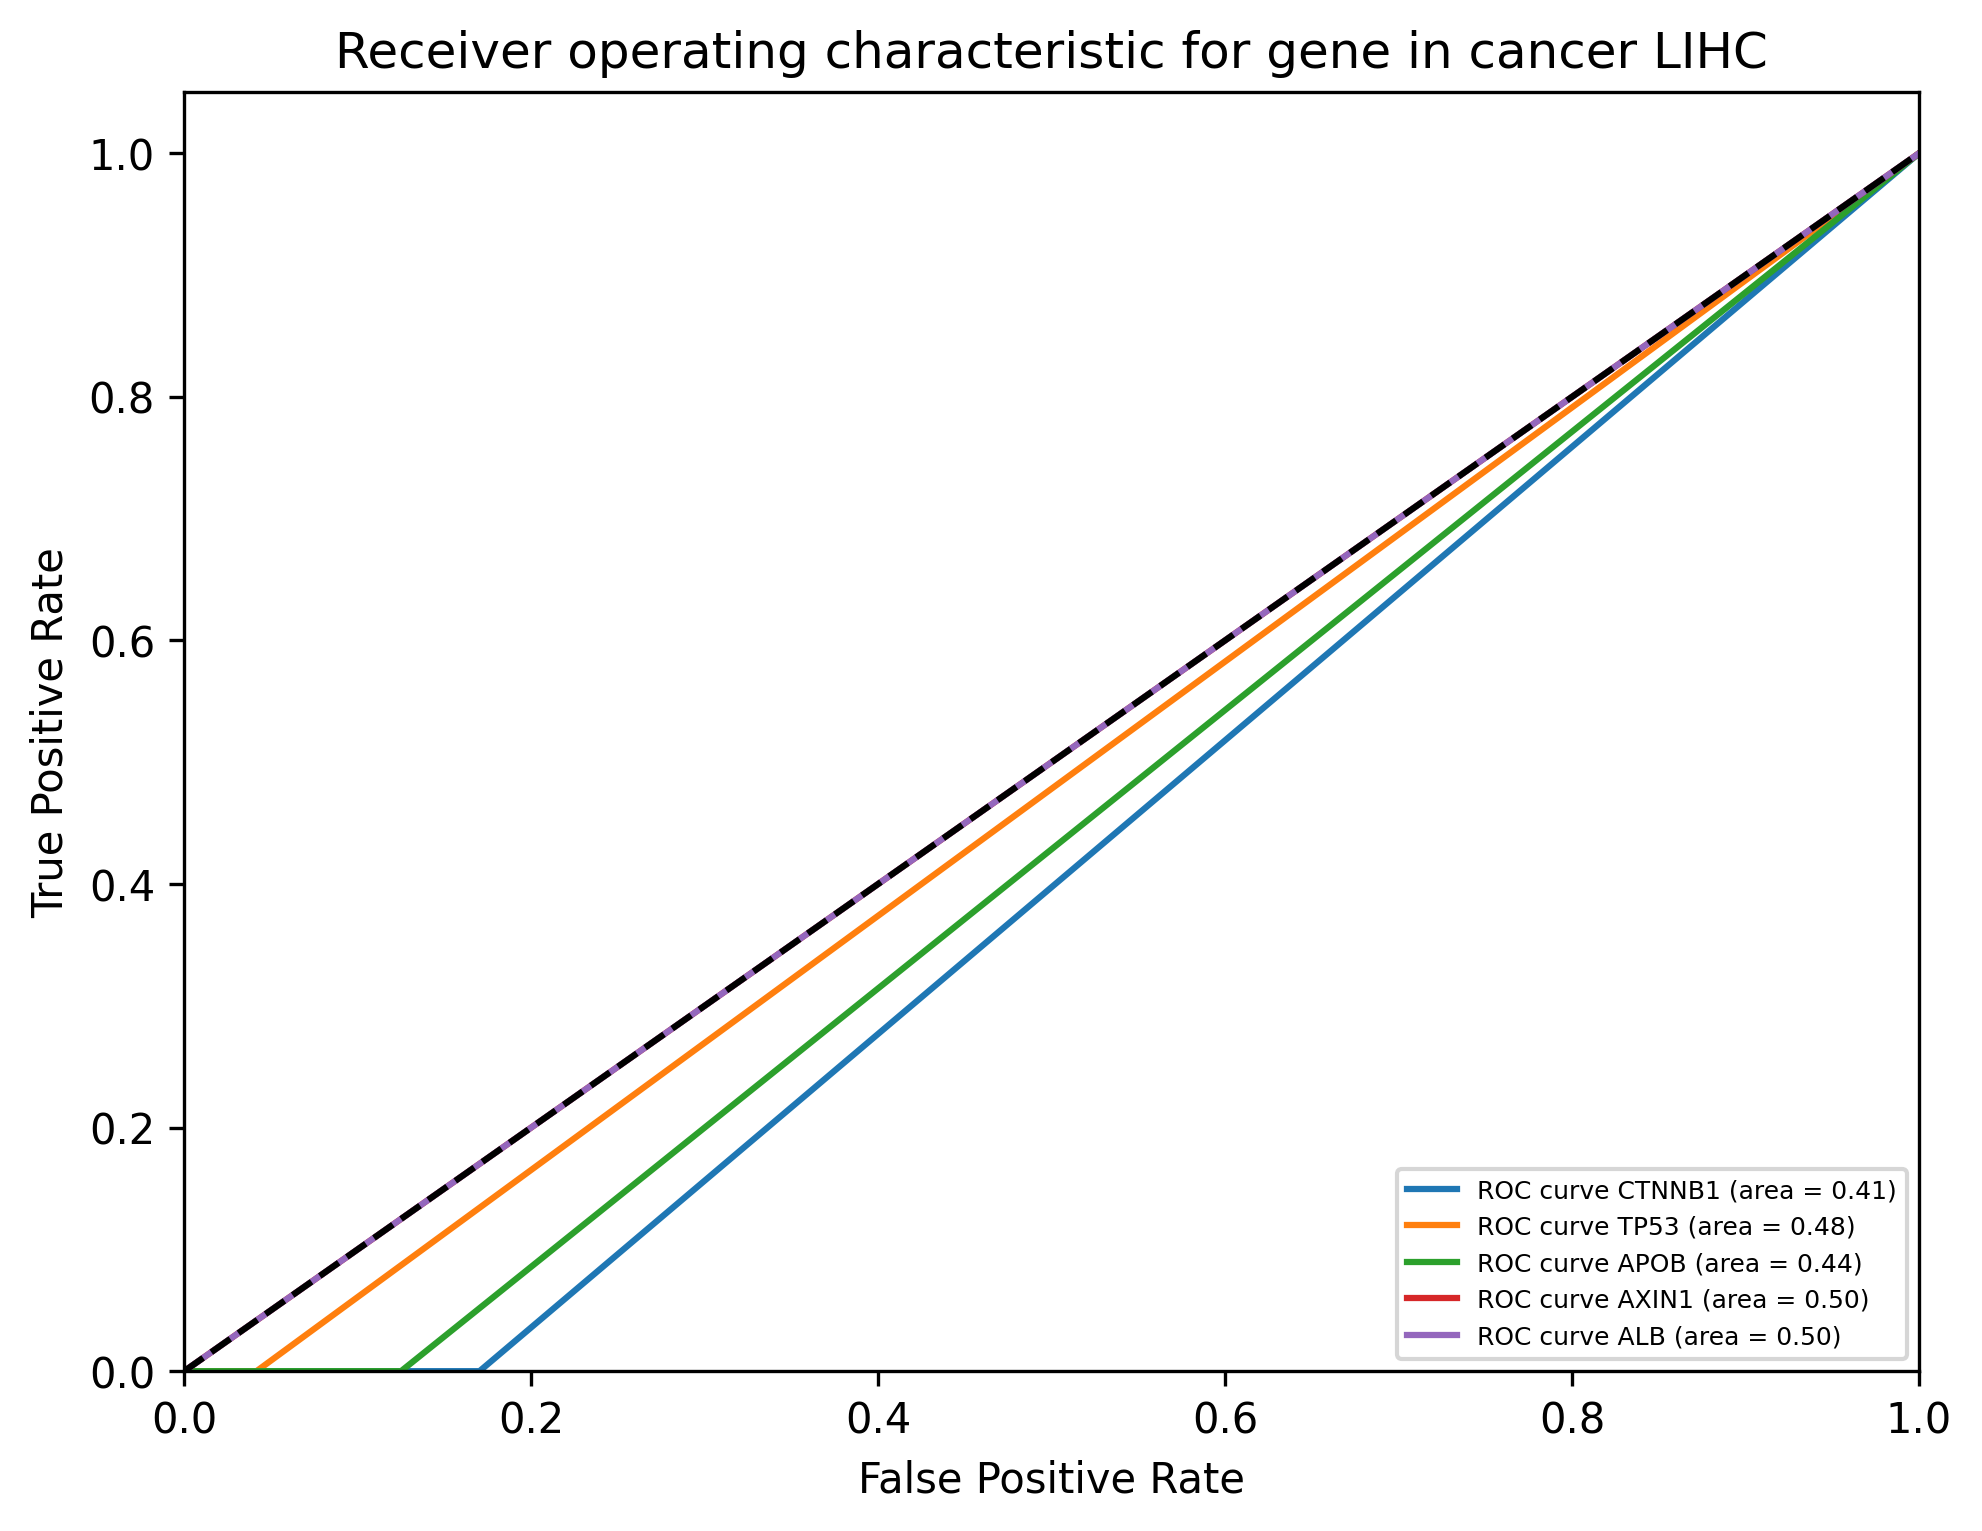 Receiver operating characteristic for gene in cancer LIHC
1.0
0.8
0.6
0.4
0.2
0.0
True Positive Rate
ROC curve CTNNB1 (area = 0.41)
ROC curve TP53 (area = 0.48)
ROC curve APOB (area = 0.44)
ROC curve AXIN1 (area = 0.50)
ROC curve ALB (area = 0.50)
0.0 0.2 0.4 0.6 0.8 1.0
False Positive Rate